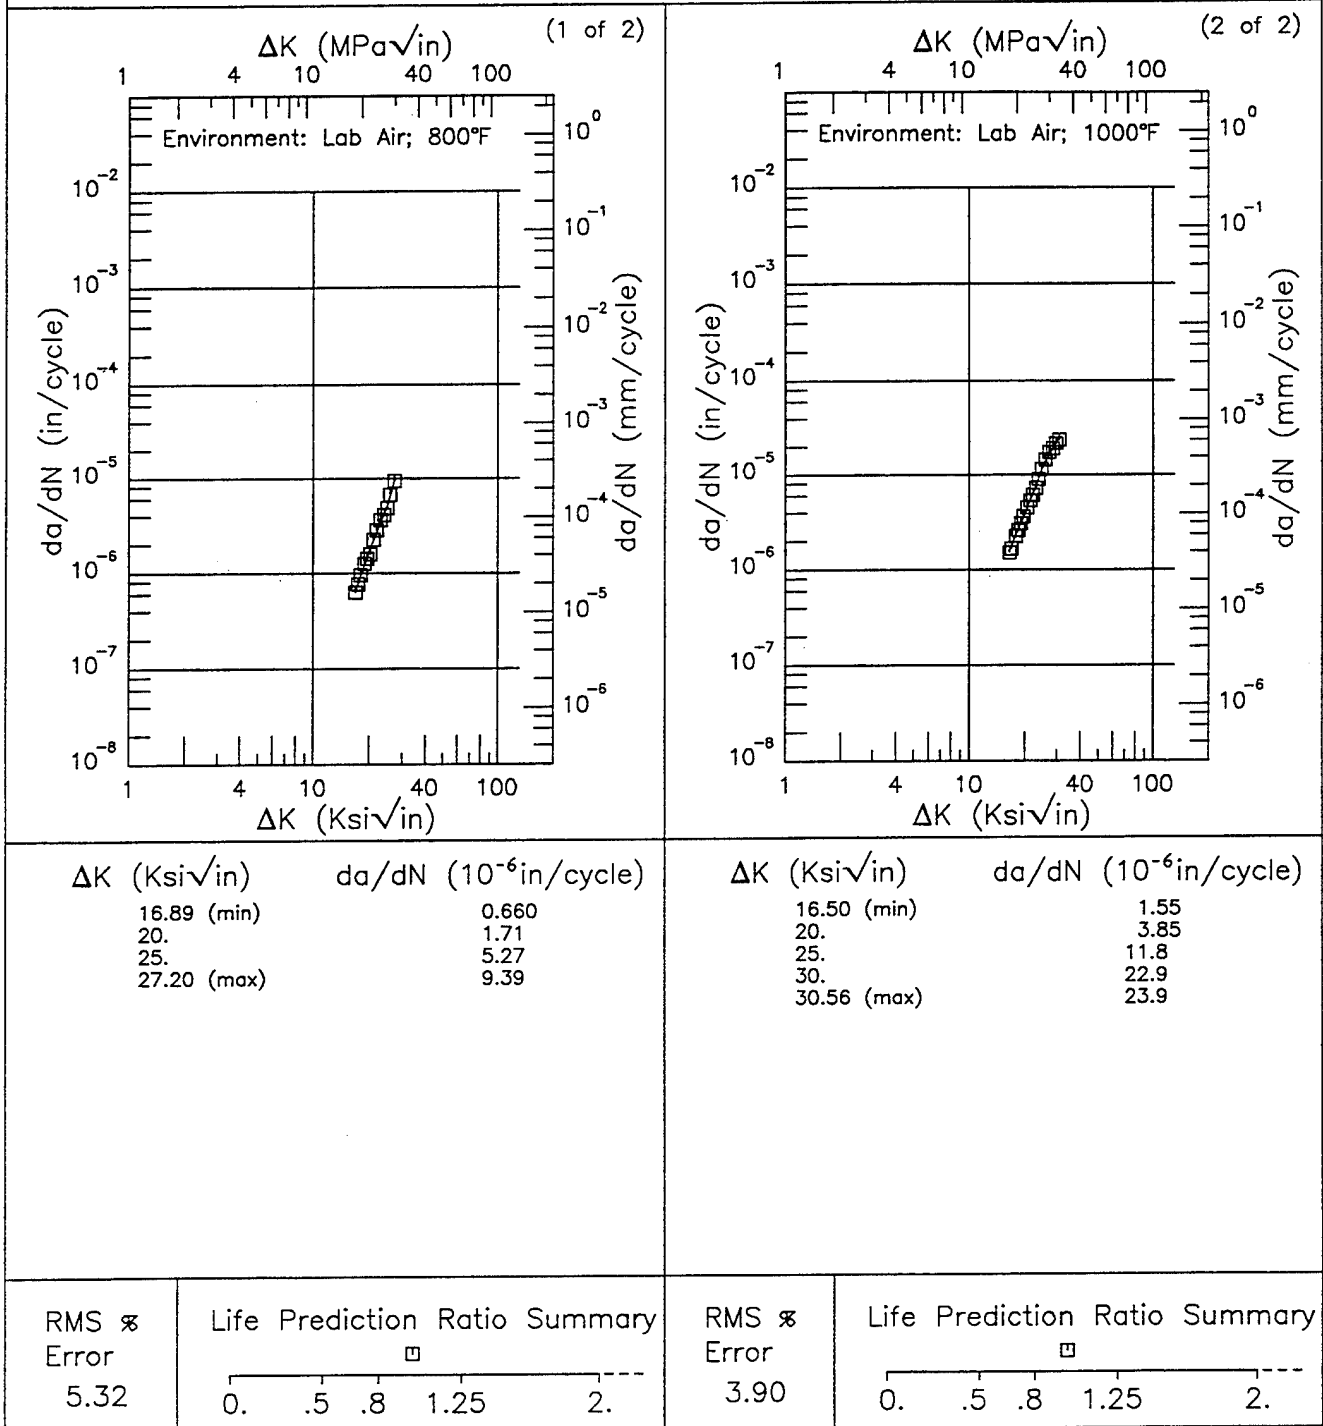 (1 of 2)
ΔK (MPa√in)
1 4 10 40 100
Environment: Lab Air; 800°F
10⁰
10⁻¹
10⁻²
10⁻³
10⁻⁴
10⁻⁵
10⁻⁶
da/dN (mm/cycle)
10⁻²
10⁻³
10⁻⁴
10⁻⁵
10⁻⁶
10⁻⁷
10⁻⁸
da/dN (in/cycle)
1 4 10 40 100
ΔK (Ksi√in)
ΔK (Ksi√in) da/dN (10⁻⁶in/cycle)
16.89 (min) 0.660
20. 1.71
25. 5.27
27.20 (max) 9.39
RMS %
Error
5.32
Life Prediction Ratio Summary
0. .5 .8 1.25 2.
(2 of 2)
ΔK (MPa√in)
1 4 10 40 100
Environment: Lab Air; 1000°F
10⁰
10⁻¹
10⁻²
10⁻³
10⁻⁴
10⁻⁵
10⁻⁶
da/dN (mm/cycle)
10⁻²
10⁻³
10⁻⁴
10⁻⁵
10⁻⁶
10⁻⁷
10⁻⁸
da/dN (in/cycle)
1 4 10 40 100
ΔK (Ksi√in)
ΔK (Ksi√in) da/dN (10⁻⁶in/cycle)
16.50 (min) 1.55
20. 3.85
25. 11.8
30. 22.9
30.56 (max) 23.9
RMS %
Error
3.90
Life Prediction Ratio Summary
0. .5 .8 1.25 2.